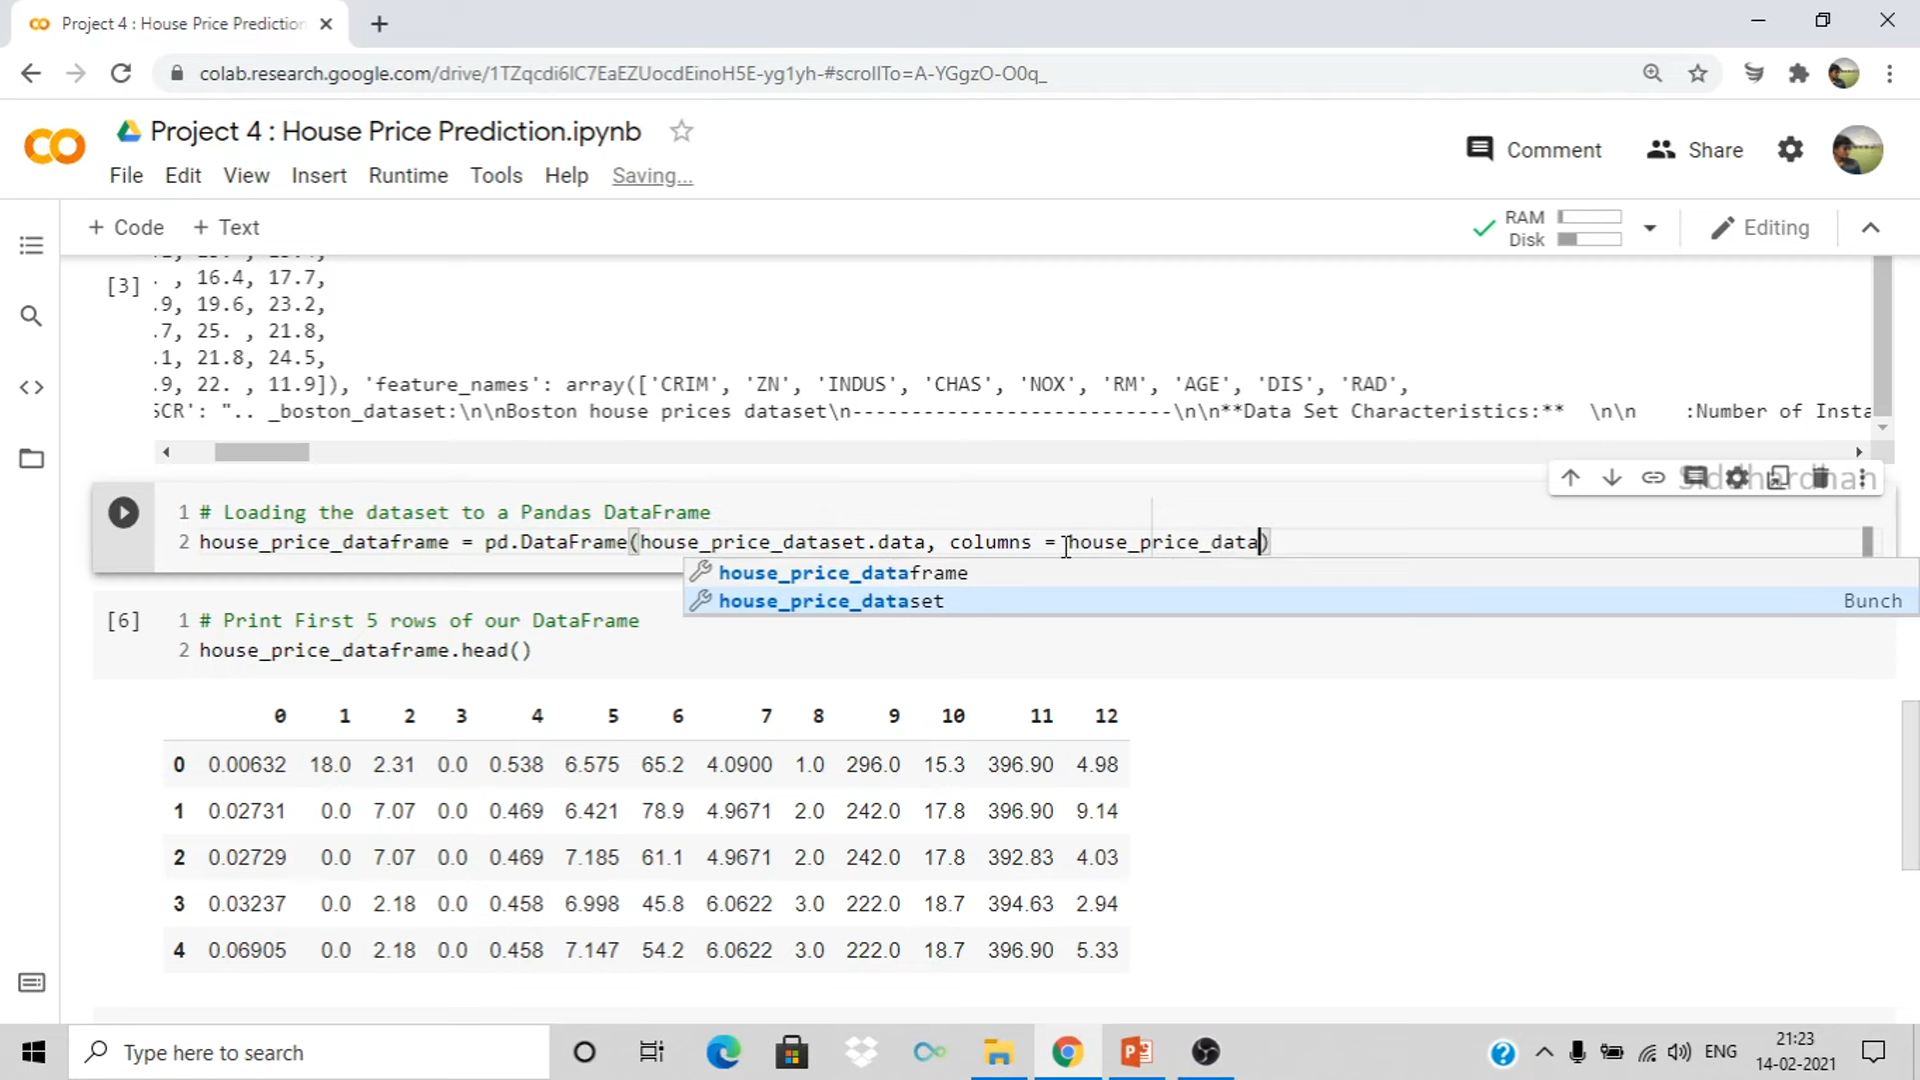 Project 4 : House Price Prediction
colab.research.google.com/drive/1TZqcdi6IC7EaEZUocdEinoH5E-yg1yh-#scrollTo=A-YGgzO-O0q_
Project 4 : House Price Prediction.ipynb
Comment
Share
File Edit View Insert Runtime Tools Help Saving...
+ Code + Text
RAM
Disk
Editing
[3]
. , 16.4, 17.7,
.9, 19.6, 23.2,
.7, 25. , 21.8,
.1, 21.8, 24.5,
.9, 22. , 11.9]), 'feature_names': array(['CRIM', 'ZN', 'INDUS', 'CHAS', 'NOX', 'RM', 'AGE', 'DIS', 'RAD',
SCR': ".. _boston_dataset:\n\nBoston house prices dataset\n---------------------------\n\n**Data Set Characteristics:** \n\n :Number of Insta
Siddhardhan
1 # Loading the dataset to a Pandas DataFrame
2 house_price_dataframe = pd.DataFrame(house_price_dataset.data, columns = house_price_data)
house_price_dataframe
house_price_dataset Bunch
[6] 1 # Print First 5 rows of our DataFrame
2 house_price_dataframe.head()
0 1 2 3 4 5 6 7 8 9 10 11 12
0 0.00632 18.0 2.31 0.0 0.538 6.575 65.2 4.0900 1.0 296.0 15.3 396.90 4.98
1 0.02731 0.0 7.07 0.0 0.469 6.421 78.9 4.9671 2.0 242.0 17.8 396.90 9.14
2 0.02729 0.0 7.07 0.0 0.469 7.185 61.1 4.9671 2.0 242.0 17.8 392.83 4.03
3 0.03237 0.0 2.18 0.0 0.458 6.998 45.8 6.0622 3.0 222.0 18.7 394.63 2.94
4 0.06905 0.0 2.18 0.0 0.458 7.147 54.2 6.0622 3.0 222.0 18.7 396.90 5.33
Type here to search
ENG
21:23
14-02-2021